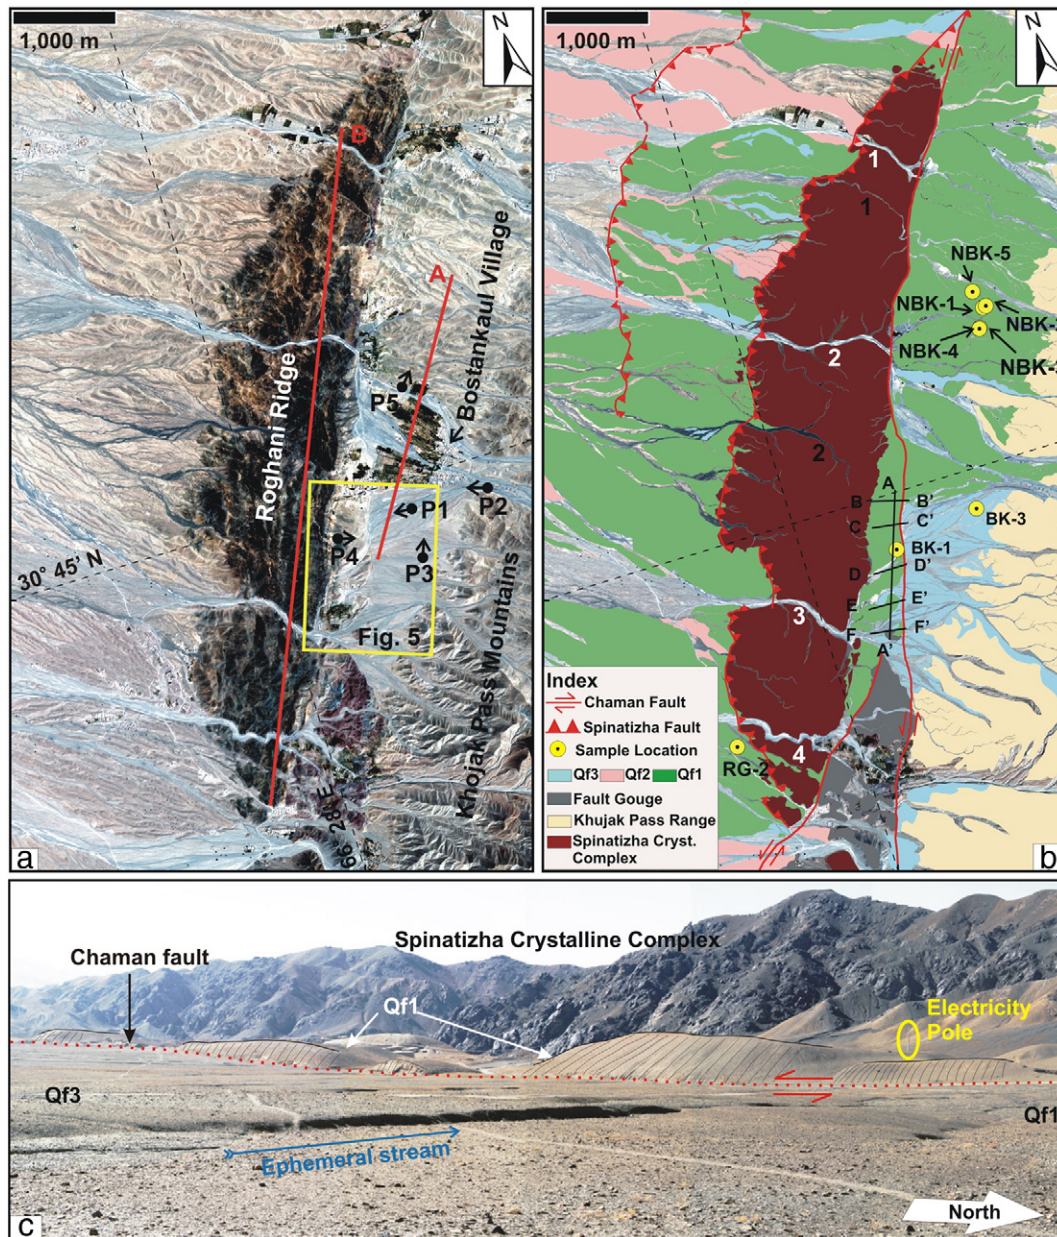 1,000 m
N
B
A
Bostankaul Village
P5
Roghani Ridge
P1
P2
P4
P3
30° 45' N
Fig. 5
Khojak Pass Mountains
66° 28' E
a
1,000 m
N
1
1
NBK-5
NBK-1
NBK-4
2
2
A
B
B'
C
C'
BK-3
BK-1
D
D'
E
E'
3
F
F'
A'
Index
Chaman Fault
Spinatizha Fault
Sample Location
Qf3
Qf2
Qf1
Fault Gouge
Khujak Pass Range
Spinatizha Cryst.
Complex
RG-2
4
b
Spinatizha Crystalline Complex
Chaman fault
Qf1
Electricity
Pole
Qf3
Qf1
Ephemeral stream
North
c